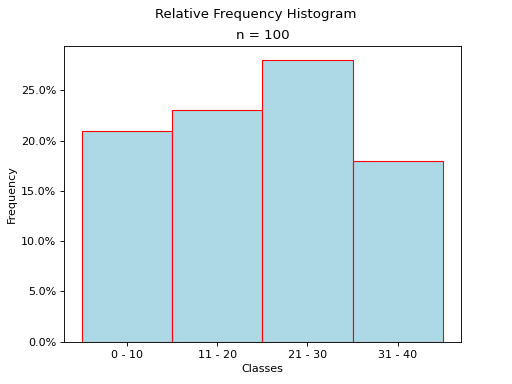 Relative Frequency Histogram
n = 100
25.0%
20.0%
15.0%
10.0%
5.0%
0.0%
Frequency
0 - 10
11 - 20
21 - 30
31 - 40
Classes